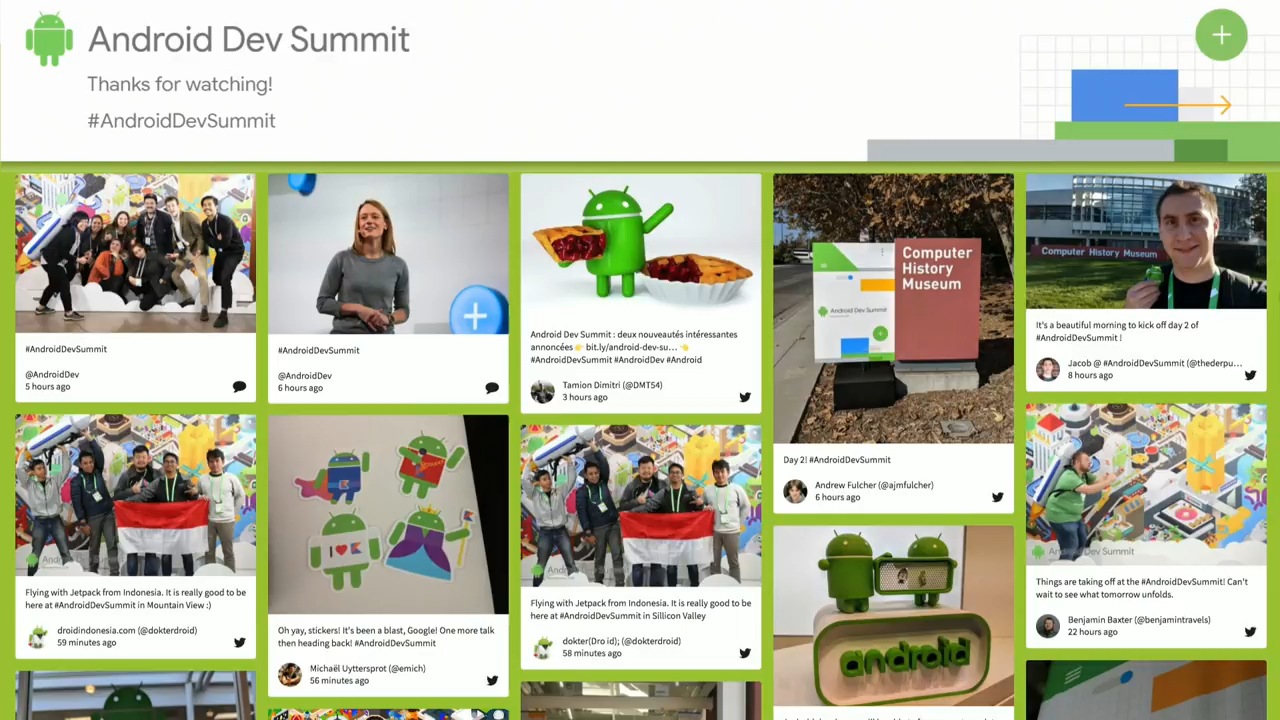 Android Dev Summit
Thanks for watching!
#AndroidDevSummit
#AndroidDevSummit
@AndroidDev
5 hours ago
Flying with Jetpack from Indonesia. It is really good to be
here at #AndroidDevSummit in Mountain View :)
droidindonesia.com (@dokterdroid)
59 minutes ago
#AndroidDevSummit
@AndroidDev
6 hours ago
I ♥ K
Oh yay, stickers! It's been a blast, Google! One more talk
then heading back! #AndroidDevSummit
Michaël Uyttersprot (@emich)
56 minutes ago
Android Dev Summit : deux nouveautés intéressantes
annoncées👉 bit.ly/android-dev-su… 👈
#AndroidDevSummit #AndroidDev #Android
Tamion Dimitri (@DMT54)
3 hours ago
Flying with Jetpack from Indonesia. It is really good to be
here at #AndroidDevSummit in Sillicon Valley
dokter(Dro id); (@dokterdroid)
58 minutes ago
Computer
History
Museum
Android Dev Summit
Day 2! #AndroidDevSummit
Andrew Fulcher (@ajmfulcher)
6 hours ago
android
Computer History Museum
It's a beautiful morning to kick off day 2 of
#AndroidDevSummit !
Jacob @ #AndroidDevSummit (@thederpu…
8 hours ago
Android Dev Summit
Things are taking off at the #AndroidDevSummit! Can't
wait to see what tomorrow unfolds.
Benjamin Baxter (@benjamintravels)
22 hours ago